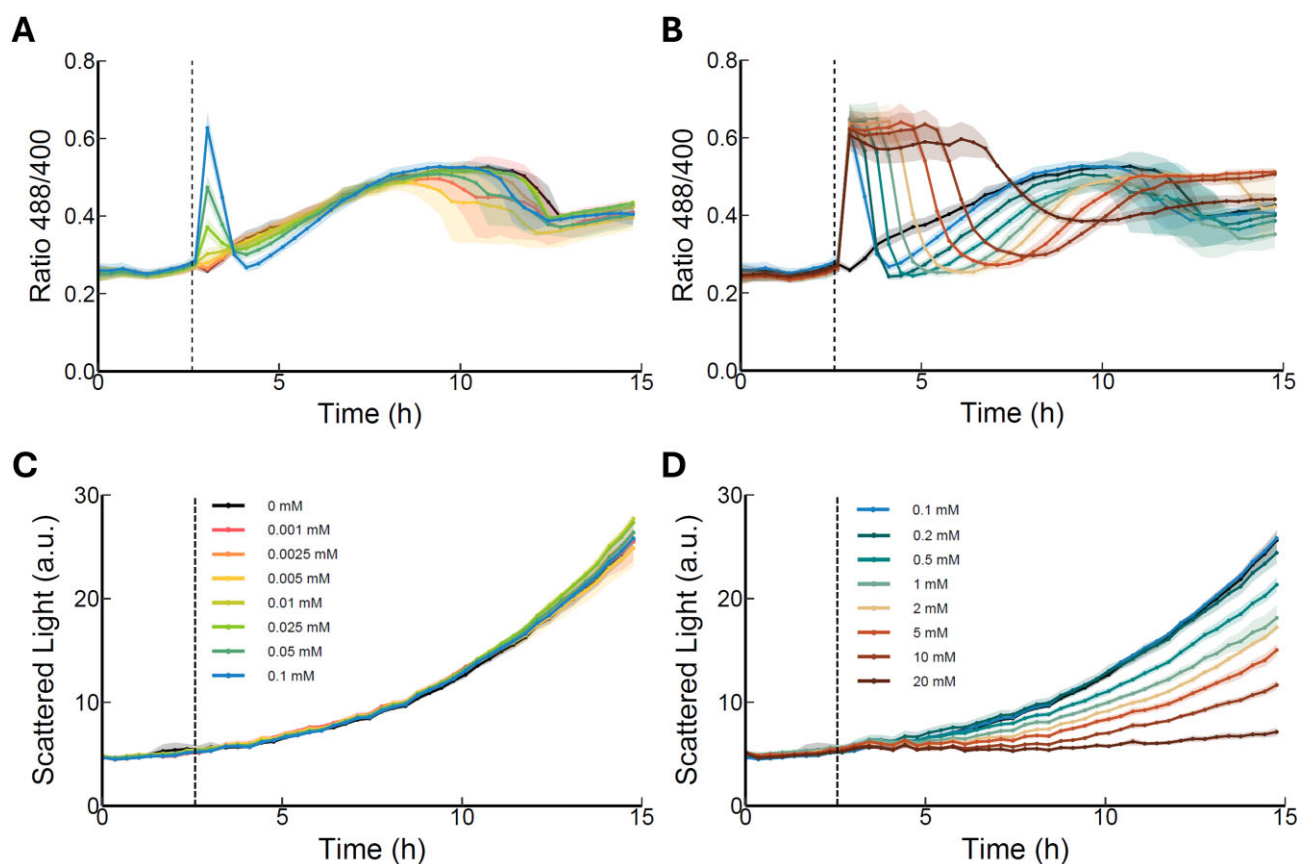 A
Ratio 488/400
0.8
0.6
0.4
0.2
0.0
0
5
10
15
Time (h)
B
Ratio 488/400
0.8
0.6
0.4
0.2
0.0
0
5
10
15
Time (h)
C
Scattered Light (a.u.)
30
20
10
0
0 mM
0.001 mM
0.0025 mM
0.005 mM
0.01 mM
0.025 mM
0.05 mM
0.1 mM
0
5
10
15
Time (h)
D
Scattered Light (a.u.)
30
20
10
0
0.1 mM
0.2 mM
0.5 mM
1 mM
2 mM
5 mM
10 mM
20 mM
0
5
10
15
Time (h)